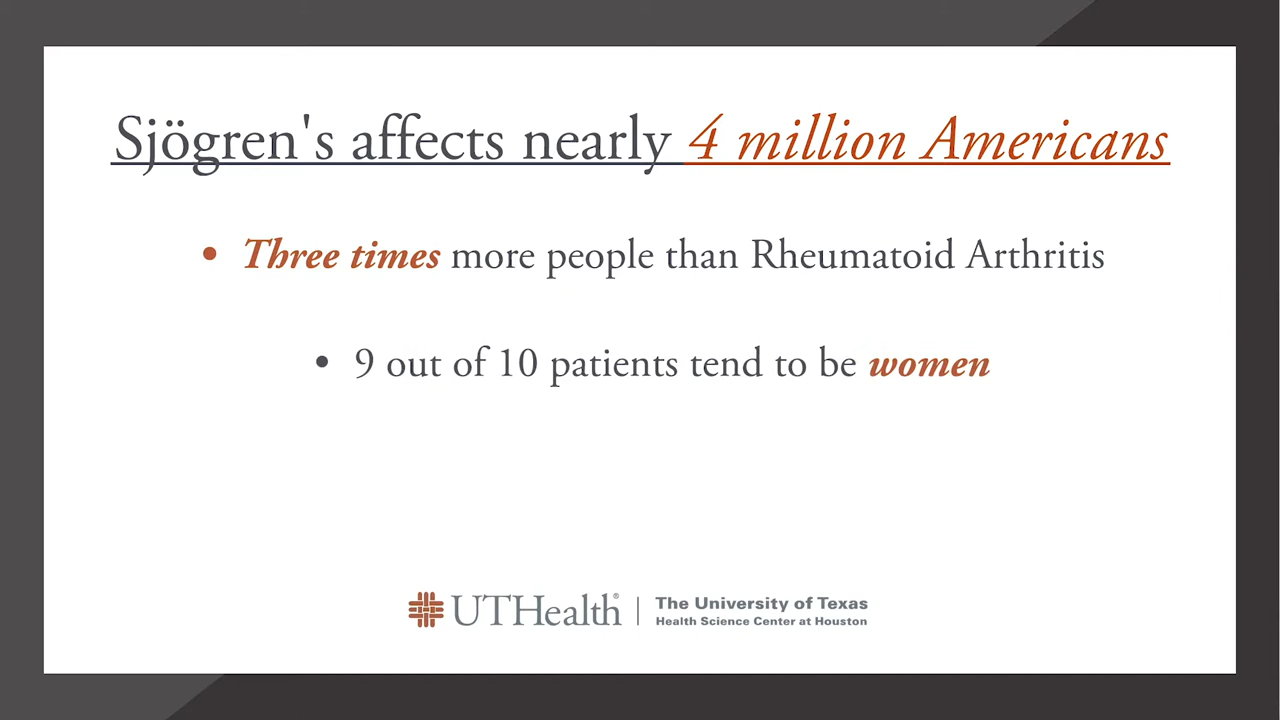 Sjögren's affects nearly 4 million Americans
• Three times more people than Rheumatoid Arthritis
• 9 out of 10 patients tend to be women
UTHealth® | The University of Texas
Health Science Center at Houston